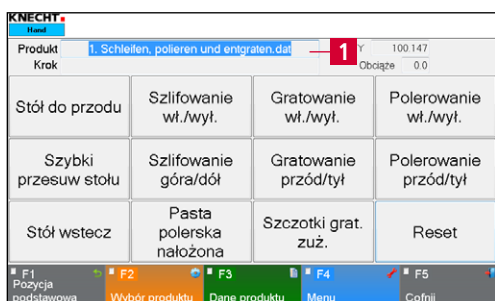 KNECHT
Hand
Produkt 1. Schleifen, polieren und entgraten.dat 1 Y 100.147
Krok Obciąże 0.0
Stół do przodu
Szlifowanie
wł./wył.
Gratowanie
wł./wył.
Polerowanie
wł./wył.
Szybki
przesuw stołu
Szlifowanie
góra/dół
Gratowanie
przód/tył
Polerowanie
przód/tył
Stół wstecz
Pasta
polerska
nałożona
Szczotki grat.
zuż.
Reset
F1
Pozycja
podstawowa
F2
Wybór produktu
F3
Dane produktu
F4
Menu
F5
Cofnij